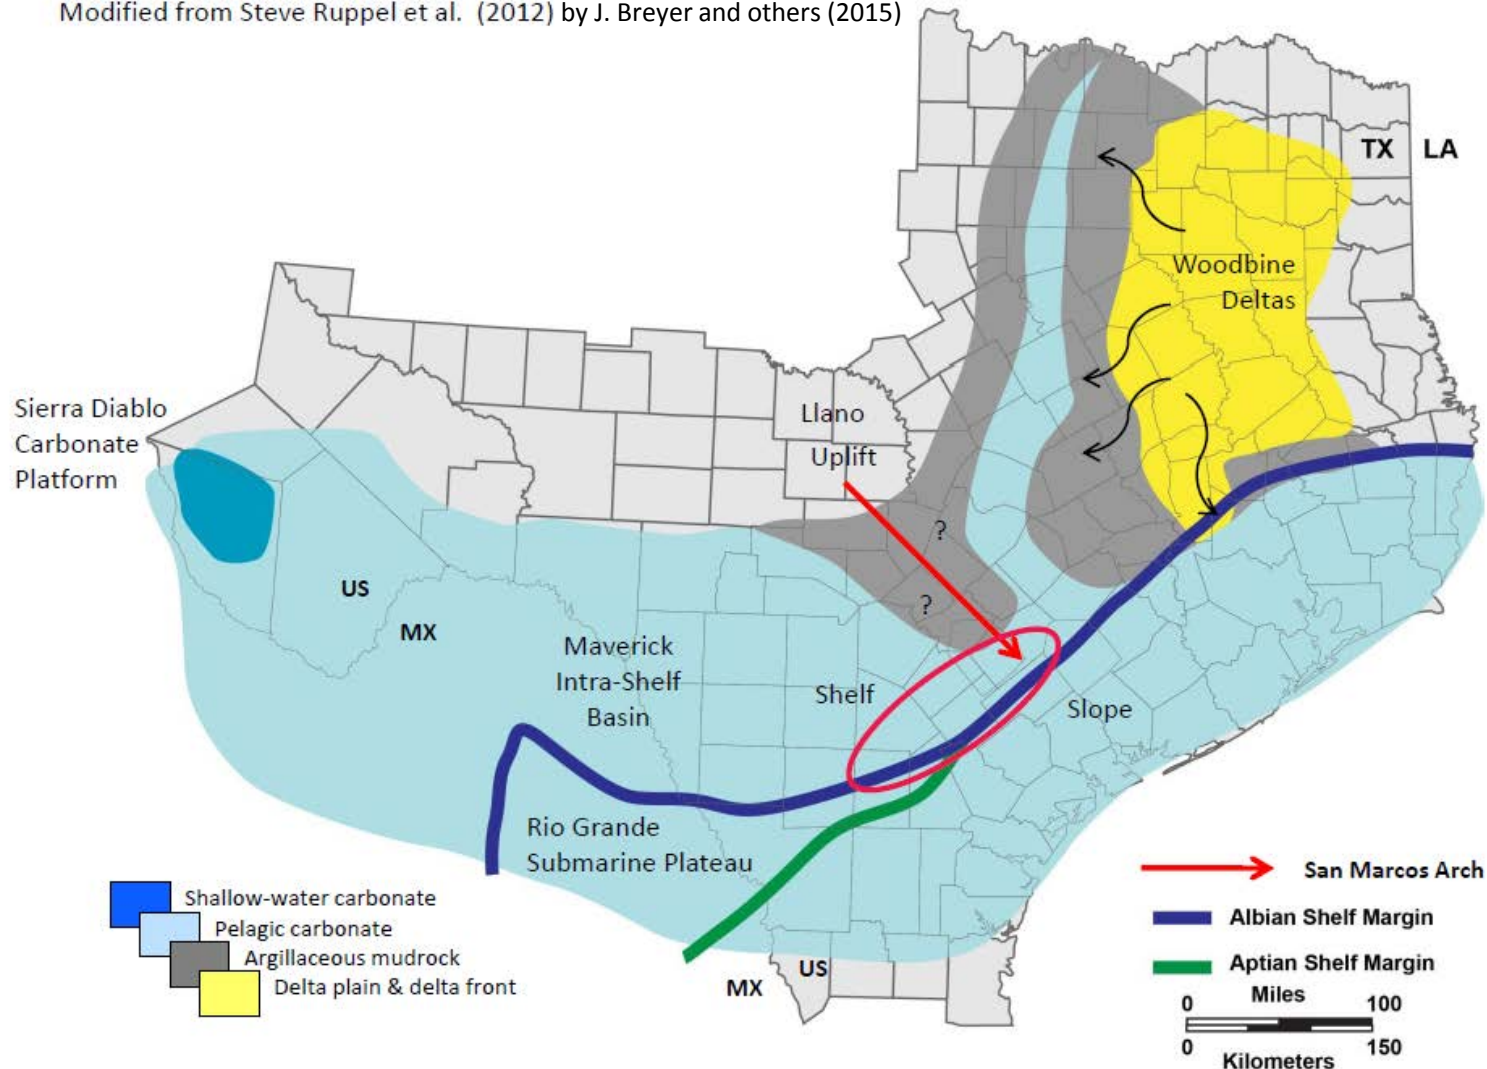 Modified from Steve Ruppel et al.  (2012) by J. Breyer and others (2015)
TX
LA
Woodbine
Deltas
Sierra Diablo
Carbonate
Platform
Llano
Uplift
?
?
US
MX
Maverick
Intra-Shelf
Basin
Shelf
Slope
Rio Grande
Submarine Plateau
Shallow-water carbonate
Pelagic carbonate
Argillaceous mudrock
Delta plain & delta front
US
MX
San Marcos Arch
Albian Shelf Margin
Aptian Shelf Margin
Miles
0 100
0 150
Kilometers